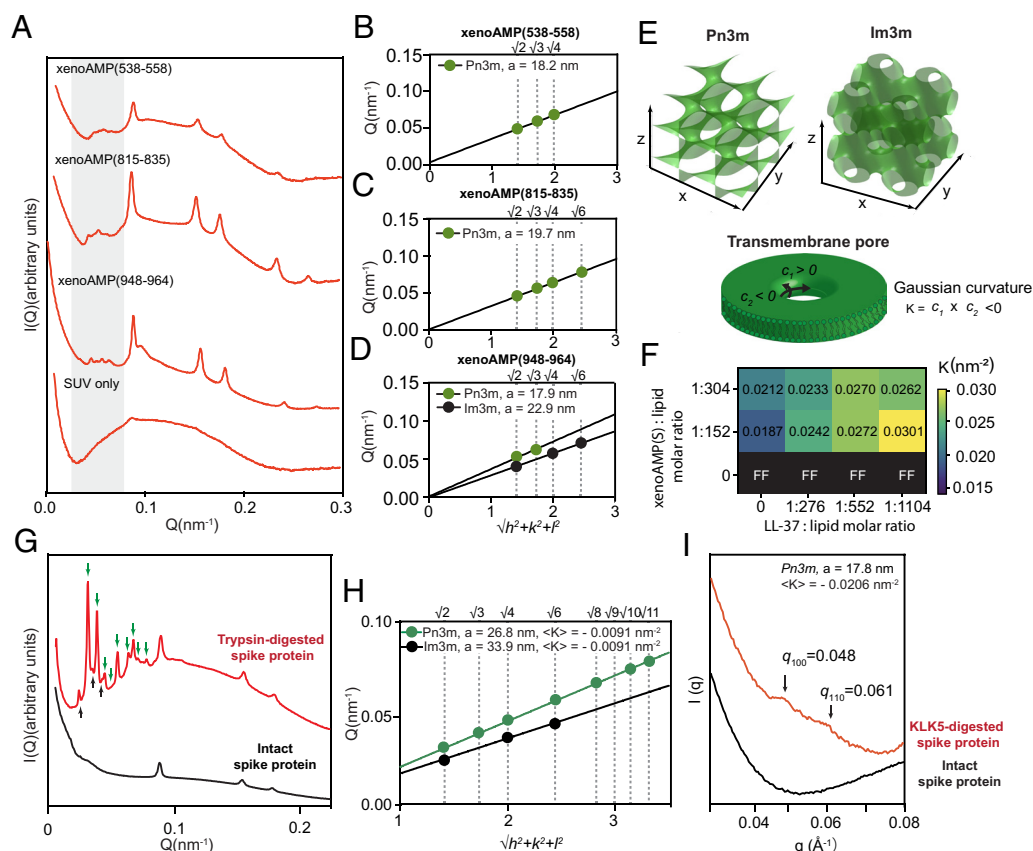 A
xenoAMP(538-558)
xenoAMP(815-835)
xenoAMP(948-964)
SUV only
I(Q)(arbitrary units)
0.0
0.1
0.2
0.3
Q(nm⁻¹)
B
xenoAMP(538-558)
√2 √3 √4
Pn3m, a = 18.2 nm
Q(nm⁻¹)
0.15
0.10
0.05
0.00
0 1 2 3
C
xenoAMP(815-835)
√2 √3 √4 √6
Pn3m, a = 19.7 nm
Q(nm⁻¹)
0.15
0.10
0.05
0.00
0 1 2 3
D
xenoAMP(948-964)
√2 √3 √4 √6
Pn3m, a = 17.9 nm
Im3m, a = 22.9 nm
Q(nm⁻¹)
0.15
0.10
0.05
0.00
0 1 2 3
√h²+k²+l²
E
Pn3m
Im3m
z
y
x
z
y
x
Transmembrane pore
c₁ > 0
c₂ < 0
Gaussian curvature
K = c₁ x c₂ <0
F
xenoAMP(S) : lipid
molar ratio
1:304
0.0212 0.0233 0.0270 0.0262
1:152
0.0187 0.0242 0.0272 0.0301
0
FF FF FF FF
0 1:276 1:552 1:1104
LL-37 : lipid molar ratio
K(nm⁻²)
0.030
0.025
0.020
0.015
G
Trypsin-digested
spike protein
Intact
spike protein
I(Q)(arbitrary units)
0
0.1
0.2
Q(nm⁻¹)
H
√2 √3 √4 √6 √8 √9 √10 √11
Pn3m, a = 26.8 nm, <K> = - 0.0091 nm⁻²
Im3m, a = 33.9 nm, <K> = - 0.0091 nm⁻²
Q(nm⁻¹)
0.10
0.05
0.00
1 2 3
√h²+k²+l²
I
Pn3m, a = 17.8 nm
<K> = - 0.0206 nm⁻²
q₁₀₀=0.048
q₁₁₀=0.061
KLK5-digested
spike protein
Intact
spike protein
I (q)
0.04
0.06
0.08
q (Å⁻¹)